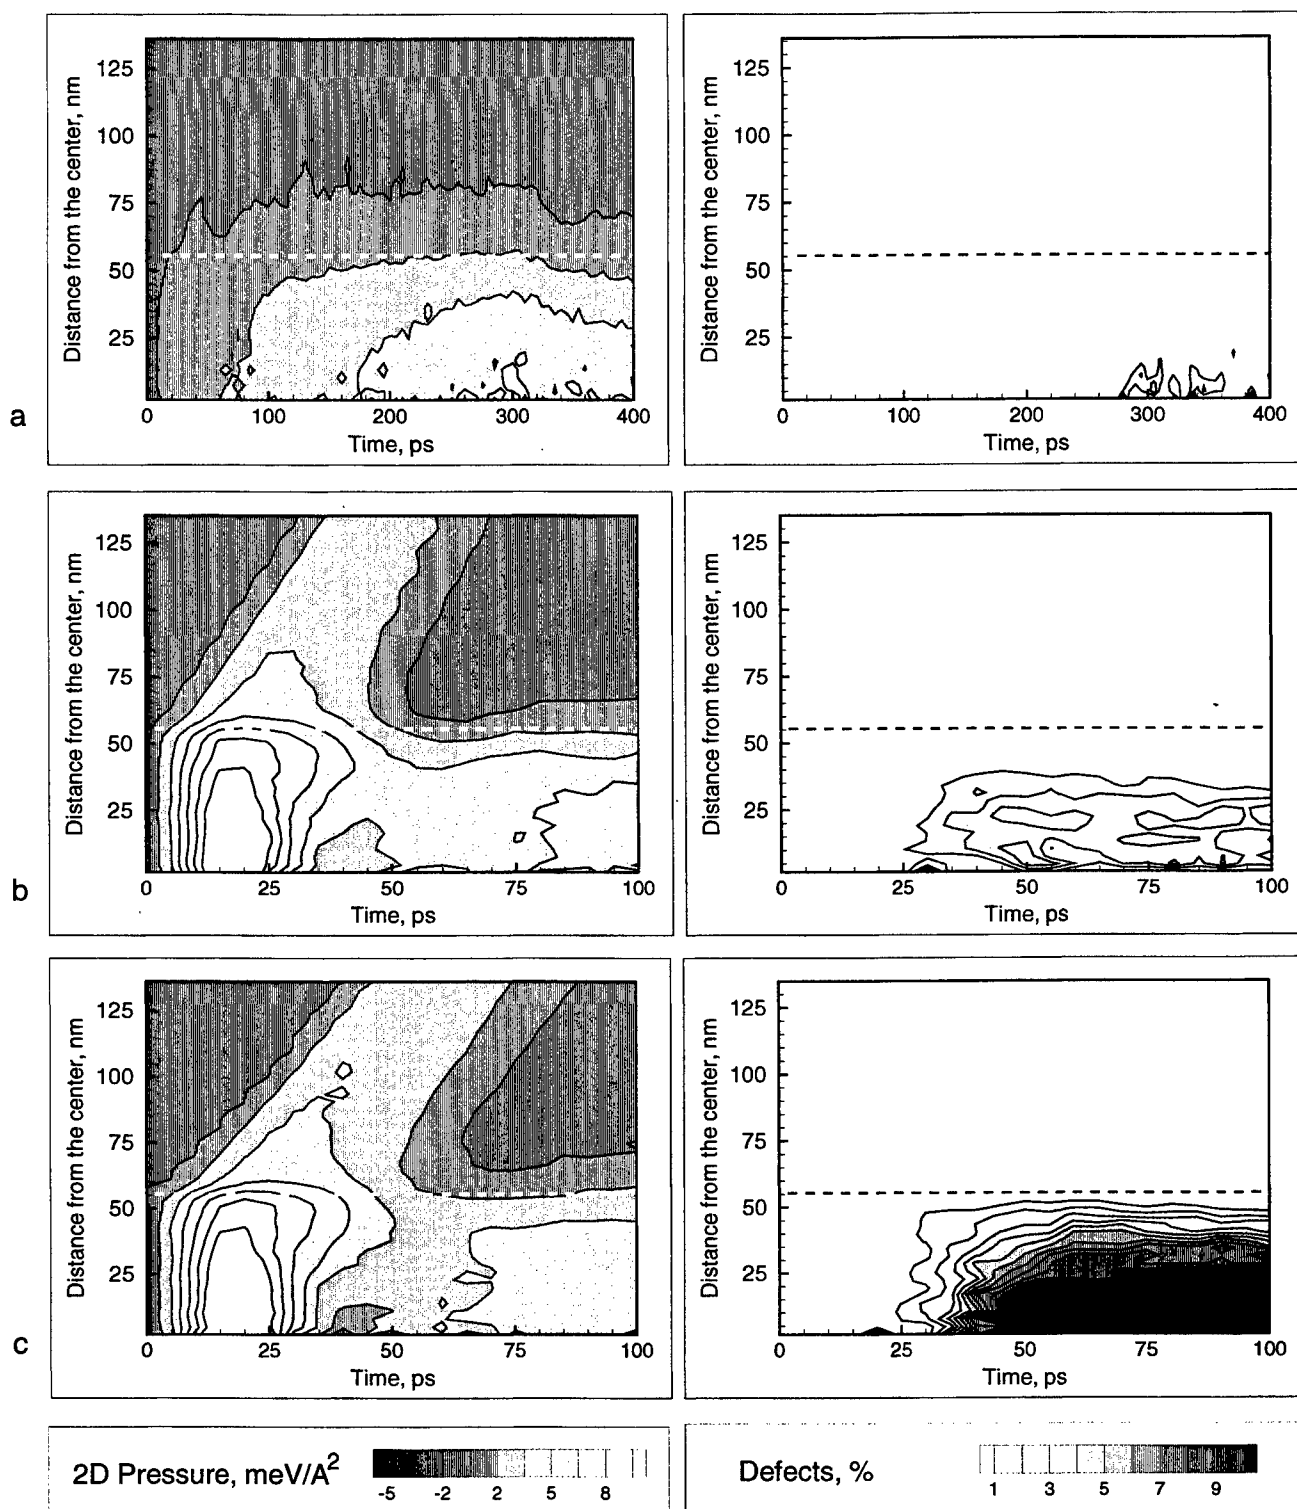 Distance from the center, nm
125
100
75
50
25
0 100 200 300 400
Time, ps
a
Distance from the center, nm
125
100
75
50
25
0 100 200 300 400
Time, ps
Distance from the center, nm
125
100
75
50
25
0 25 50 75 100
Time, ps
b
Distance from the center, nm
125
100
75
50
25
0 25 50 75 100
Time, ps
Distance from the center, nm
125
100
75
50
25
0 25 50 75 100
Time, ps
c
Distance from the center, nm
125
100
75
50
25
0 25 50 75 100
Time, ps
2D Pressure, meV/A²
-5 -2 2 5 8
Defects, %
1 3 5 7 9